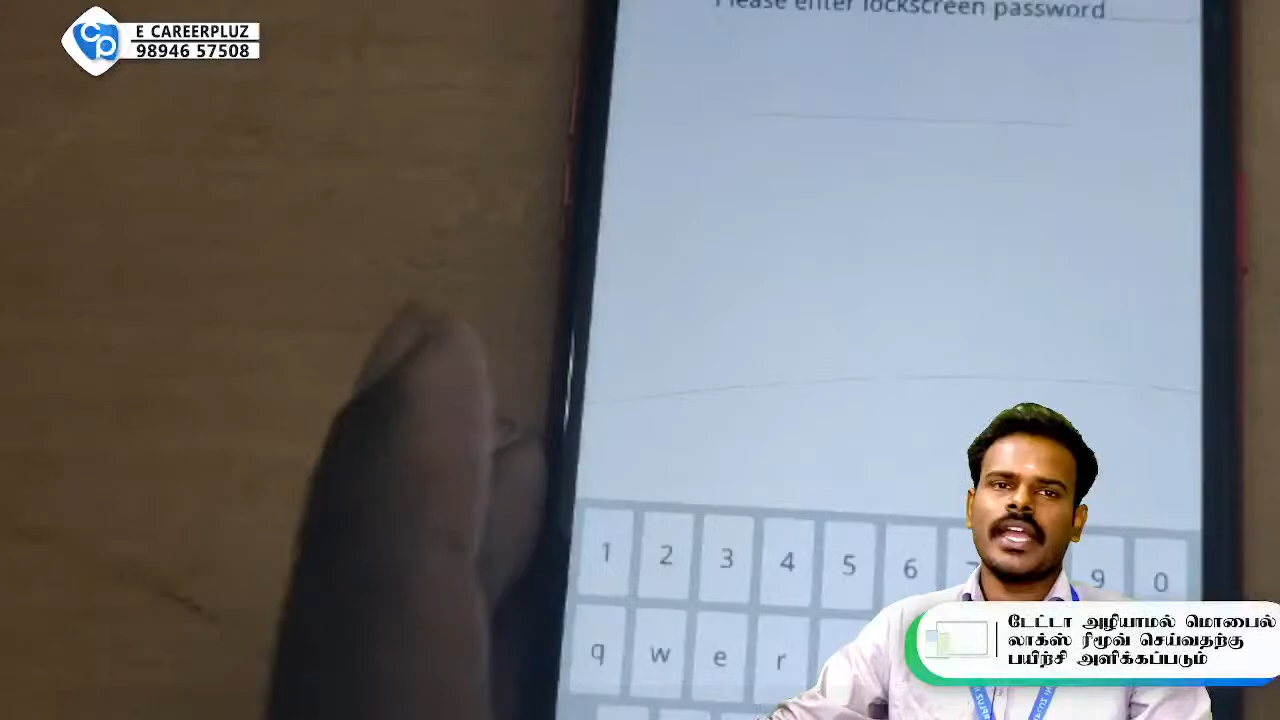 E CAREERPLUZ
98946 57508
Please enter lockscreen password
1 2 3 4 5 6 9 0
q w e r
டேட்டா அழியாமல் மொபைல்
லாக்ஸ் ரிமூவ் செய்வதற்கு
பயிற்சி அளிக்கப்படும்